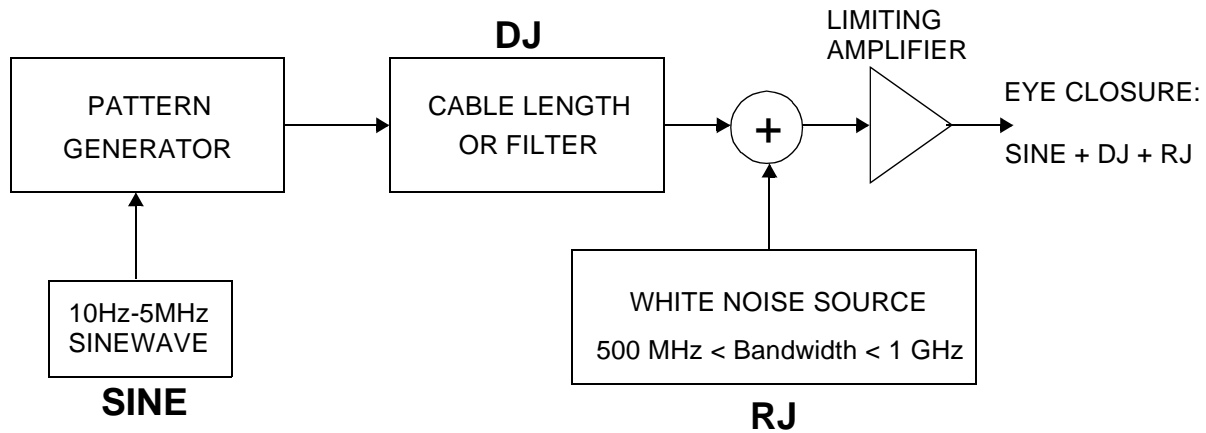 DJ
LIMITING
AMPLIFIER
PATTERN
GENERATOR
CABLE LENGTH
OR FILTER
+
EYE CLOSURE:
SINE + DJ + RJ
10Hz-5MHz
SINEWAVE
SINE
WHITE NOISE SOURCE
500 MHz < Bandwidth < 1 GHz
RJ